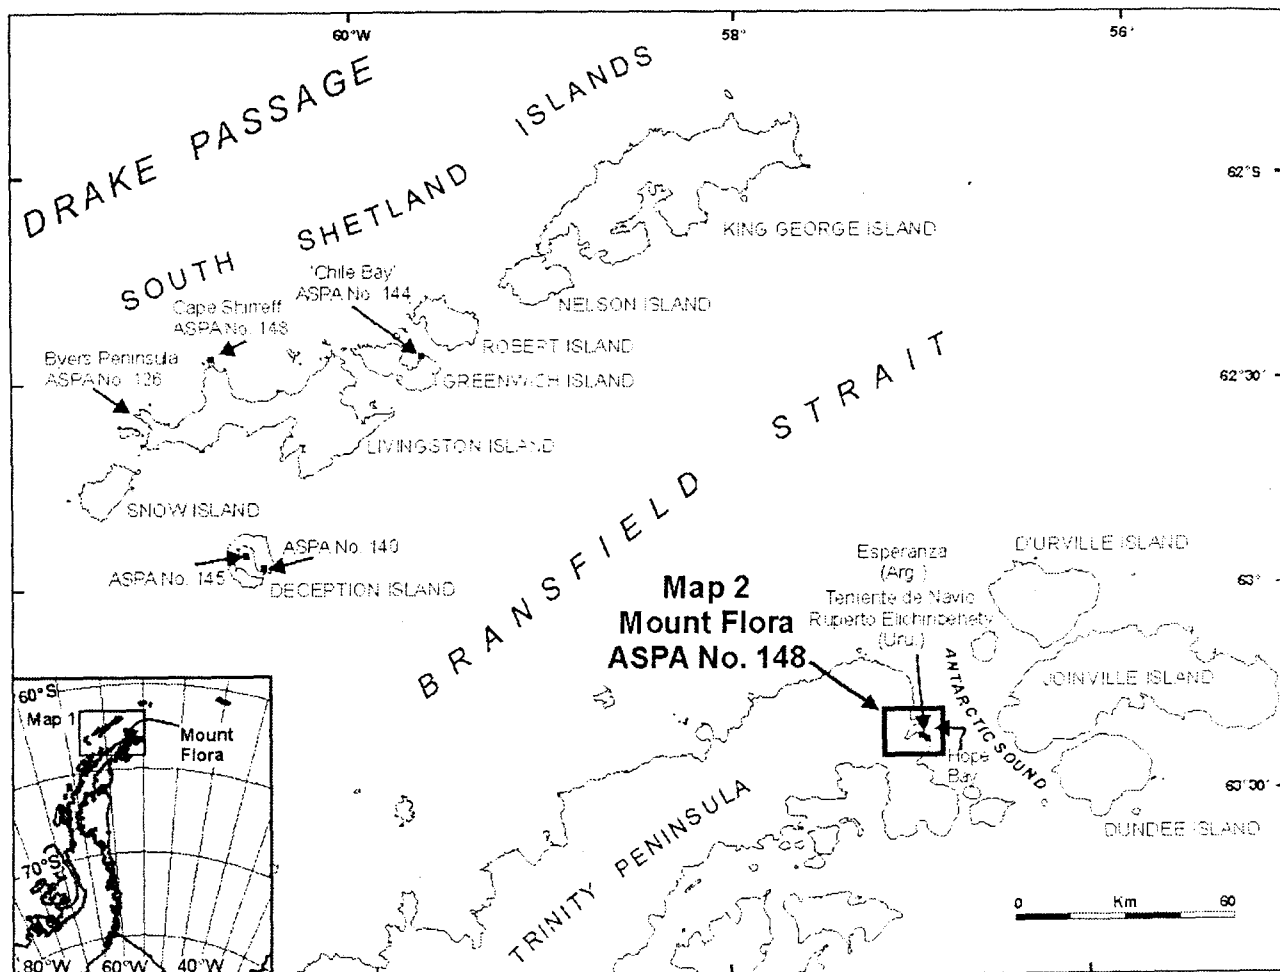 60°W
58°
56°
DRAKE PASSAGE
SOUTH SHETLAND ISLANDS
62°S
KING GEORGE ISLAND
'Chile Bay'
ASPA No. 144
NELSON ISLAND
Cape Shirreff
ASPA No. 148
ROBERT ISLAND
Byers Peninsula
ASPA No. 126
GREENWICH ISLAND
62°30'
LIVINGSTON ISLAND
BRANSFIELD STRAIT
SNOW ISLAND
ASPA No. 140
ASPA No. 145
DECEPTION ISLAND
D'URVILLE ISLAND
Esperanza
(Arg.)
63°
Map 2
Mount Flora
ASPA No. 148
Teniente de Navio
Ruperto Elichiribehety
(Uru.)
ANTARCTIC SOUND
JOINVILLE ISLAND
Hope
Bay
63°30'
DUNDEE ISLAND
TRINITY PENINSULA
0 Km 60
60°S
Map 1
Mount
Flora
70°S
80°W 60°W 40°W